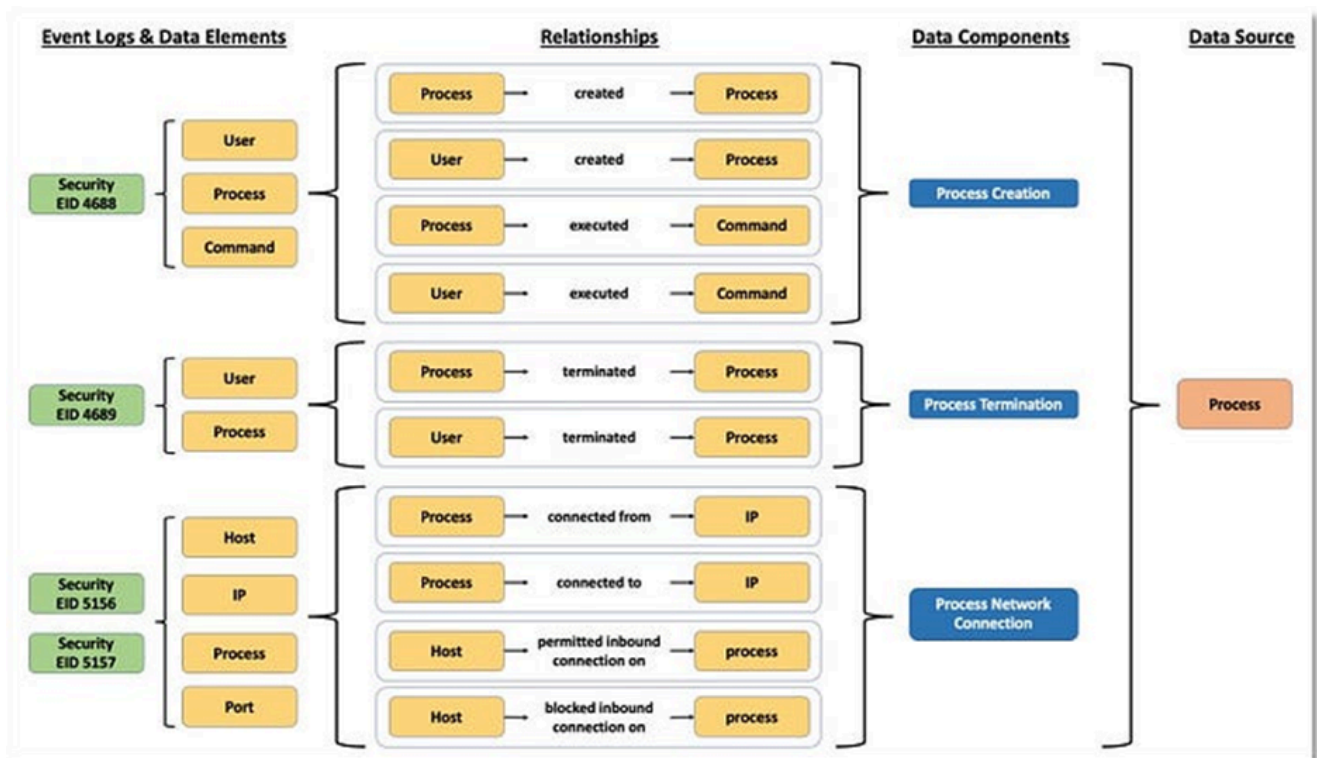 Event Logs & Data Elements
Relationships
Data Components
Data Source
Security
EID 4688
User
Process
Command
Process
created
Process
User
created
Process
Process
executed
Command
User
executed
Command
Process Creation
Security
EID 4689
User
Process
Process
terminated
Process
User
terminated
Process
Process Termination
Process
Security
EID 5156
Security
EID 5157
Host
IP
Process
Port
Process
connected from
IP
Process
connected to
IP
Host
permitted inbound
connection on
process
Host
blocked inbound
connection on
process
Process Network
Connection